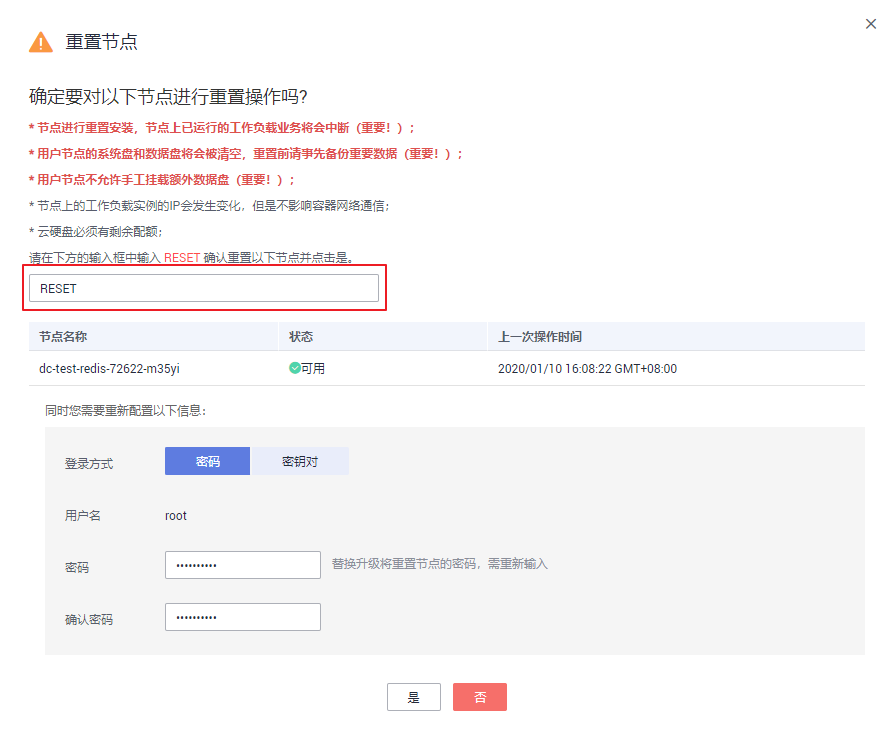 重置节点
确定要对以下节点进行重置操作吗?
* 节点进行重置安装，节点上已运行的工作负载业务将会中断（重要！）；
* 用户节点的系统盘和数据盘将会被清空，重置前请事先备份重要数据（重要！）；
* 用户节点不允许手工挂载额外数据盘（重要！）；
* 节点上的工作负载实例的IP会发生变化，但是不影响容器网络通信；
* 云硬盘必须有剩余配额；
请在下方的输入框中输入 RESET 确认重置以下节点并点击是。
RESET
节点名称 状态 上一次操作时间
dc-test-redis-72622-m35yi 可用 2020/01/10 16:08:22 GMT+08:00
同时您需要重新配置以下信息：
登录方式 密码 密钥对
用户名 root
密码 •••••••••• 替换升级将重置节点的密码，需重新输入
确认密码 ••••••••••
是 否